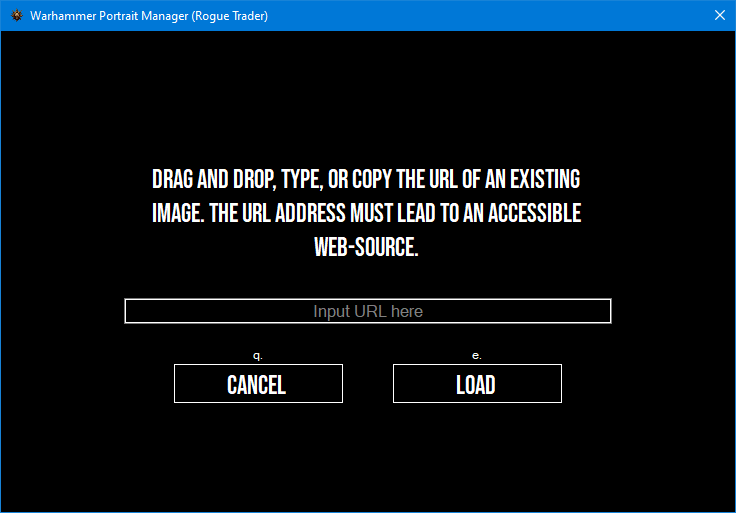 Warhammer Portrait Manager (Rogue Trader)
DRAG AND DROP, TYPE, OR COPY THE URL OF AN EXISTING
IMAGE. THE URL ADDRESS MUST LEAD TO AN ACCESSIBLE
WEB-SOURCE.
Input URL here
q. e.
CANCEL LOAD